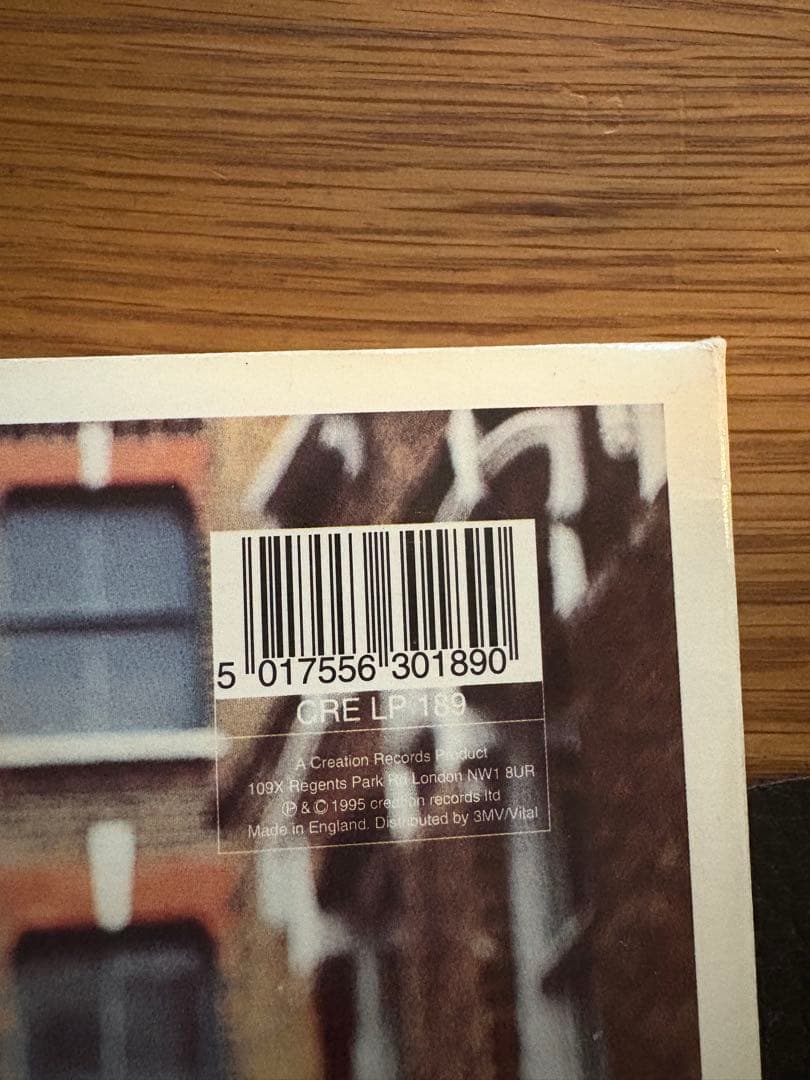 5 017556 301890
CRE LP 189
A Creation Records Product
109X Regents Park Rd London NW1 8UR
℗ & © 1995 creation records ltd
Made in England. Distributed by 3MV/Vital